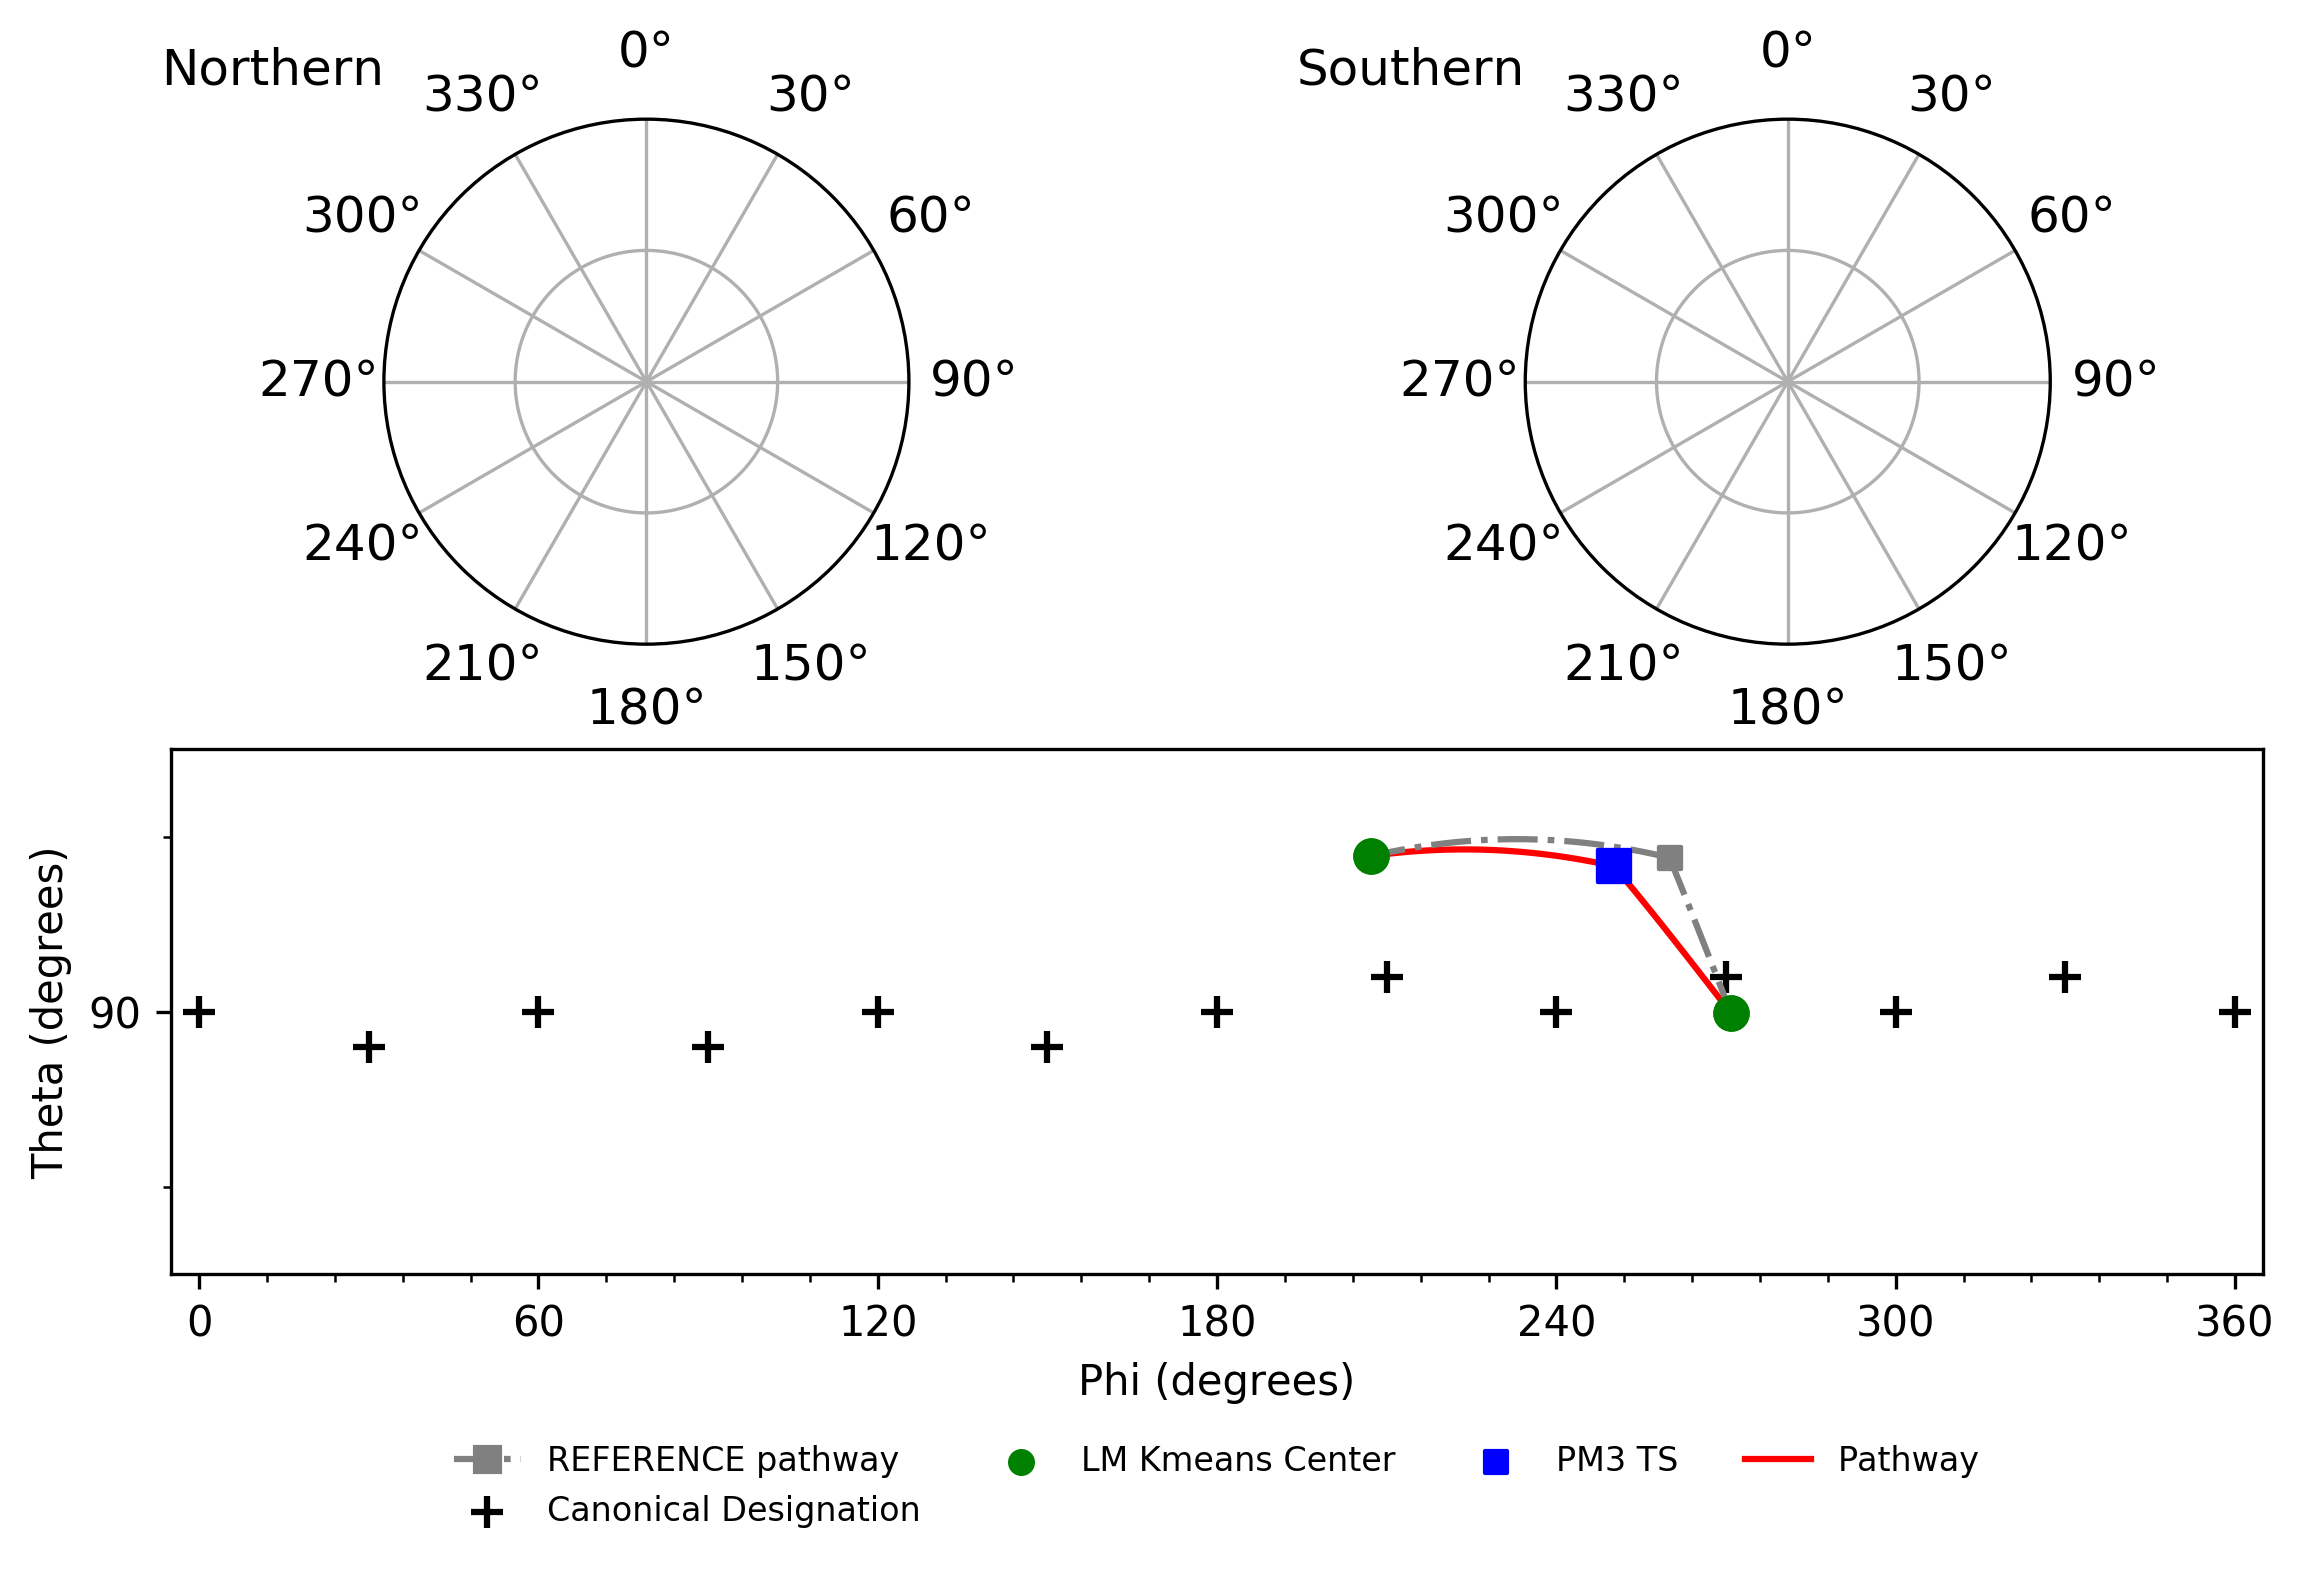 Northern
0°
30°
60°
90°
120°
150°
180°
210°
240°
270°
300°
330°
Southern
0°
30°
60°
90°
120°
150°
180°
210°
240°
270°
300°
330°
Theta (degrees)
90
0 60 120 180 240 300 360
Phi (degrees)
REFERENCE pathway
Canonical Designation
LM Kmeans Center
PM3 TS
Pathway